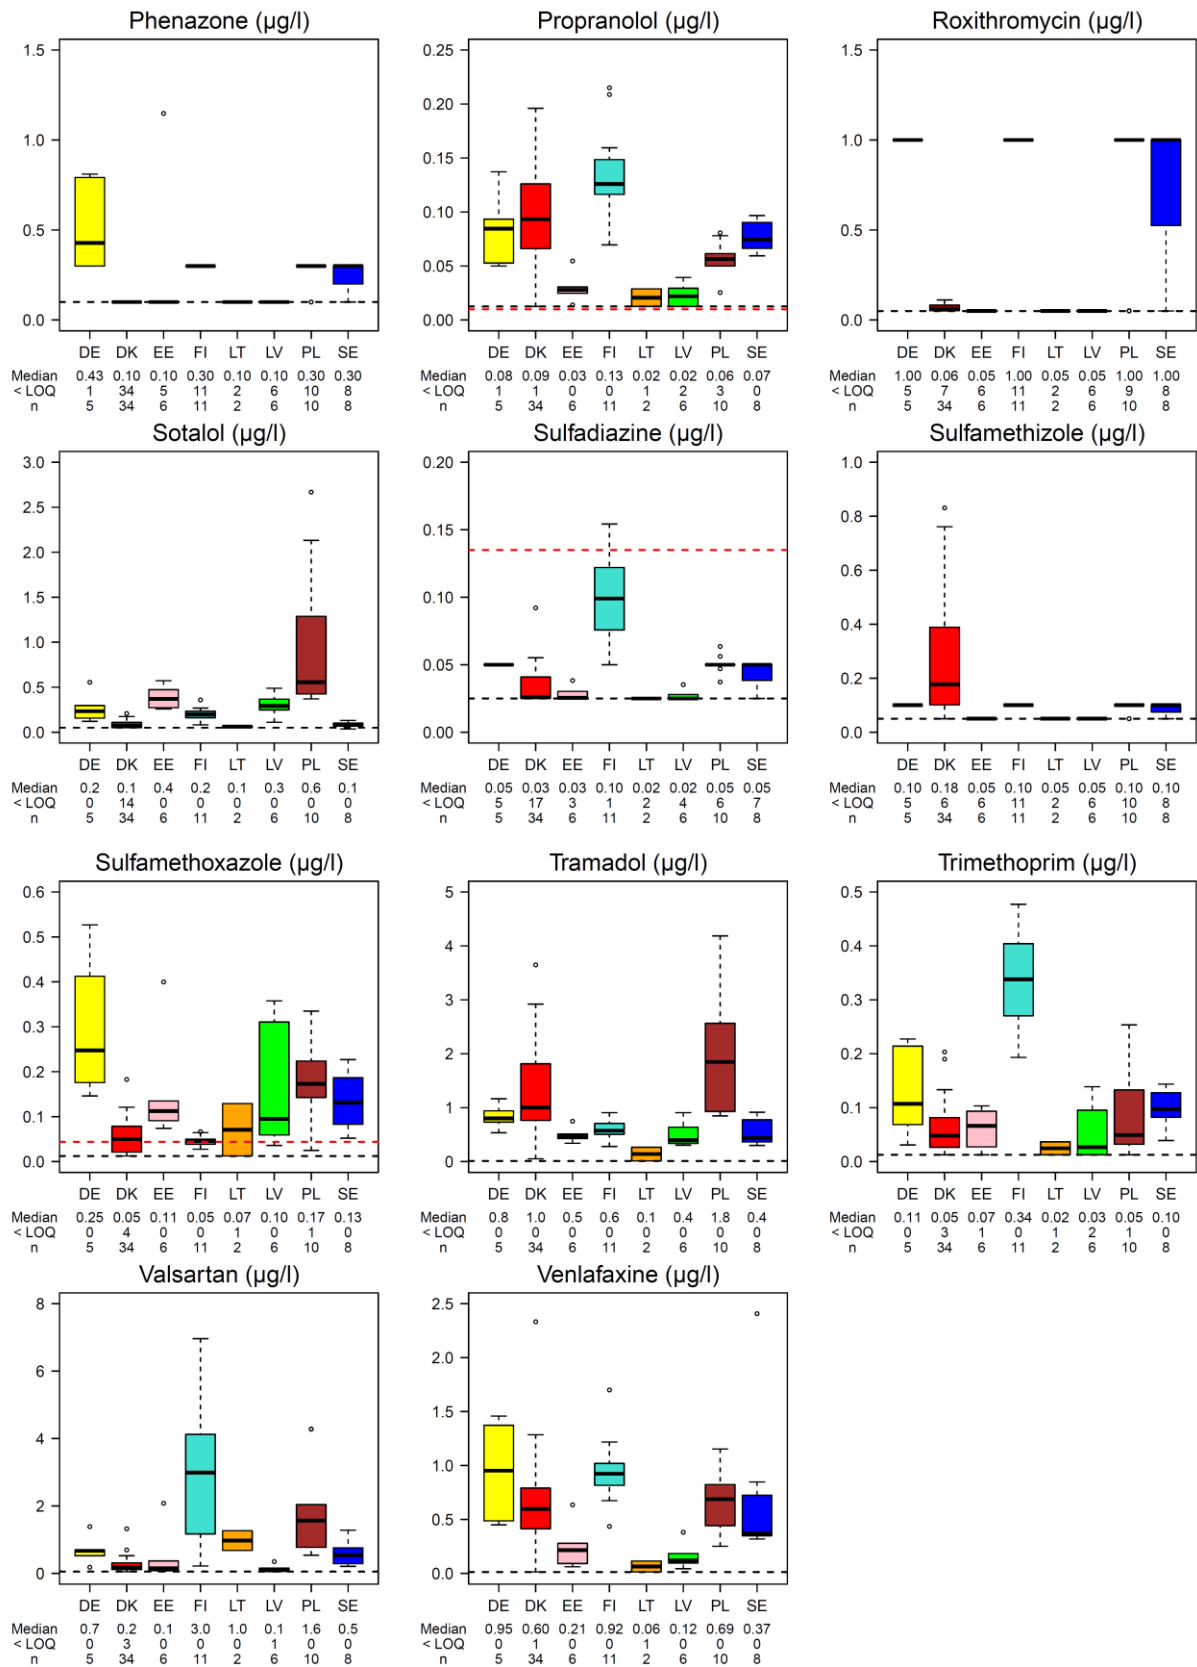 Phenazone (µg/l) Propranolol (µg/l) Roxithromycin (µg/l)
1.5 0.25 1.5
0.20
1.0 0.15 1.0
0.5 0.10 0.5
0.05
0.0 0.00 0.0
DE DK EE FI LT LV PL SE DE DK EE FI LT LV PL SE DE DK EE FI LT LV PL SE
Median 0.43 0.10 0.10 0.30 0.10 0.10 0.30 0.30 Median 0.08 0.09 0.03 0.13 0.02 0.02 0.06 0.07 Median 1.00 0.06 0.05 1.00 0.05 0.05 1.00 1.00
< LOQ 1 34 5 11 2 6 10 8 < LOQ 1 1 0 0 1 2 3 0 < LOQ 5 7 6 11 2 6 9 8
n 5 34 6 11 2 6 10 8 n 5 34 6 11 2 6 10 8 n 5 34 6 11 2 6 10 8
Sotalol (µg/l) Sulfadiazine (µg/l) Sulfamethizole (µg/l)
3.0 0.20 1.0
2.5 0.8
2.0 0.15
1.5 0.10 0.6
1.0 0.4
0.5 0.05 0.2
0.0 0.00 0.0
DE DK EE FI LT LV PL SE DE DK EE FI LT LV PL SE DE DK EE FI LT LV PL SE
Median 0.2 0.1 0.4 0.2 0.1 0.3 0.6 0.1 Median 0.05 0.03 0.03 0.10 0.02 0.02 0.05 0.05 Median 0.10 0.18 0.05 0.10 0.05 0.05 0.10 0.10
< LOQ 0 14 0 0 0 0 0 0 < LOQ 5 17 3 1 2 4 6 7 < LOQ 5 6 6 11 2 6 10 8
n 5 34 6 11 2 6 10 8 n 5 34 6 11 2 6 10 8 n 5 34 6 11 2 6 10 8
Sulfamethoxazole (µg/l) Tramadol (µg/l) Trimethoprim (µg/l)
0.6 5 0.5
0.5 4 0.4
0.4 3 0.3
0.3
0.2 2 0.2
0.1 1 0.1
0.0 0 0.0
DE DK EE FI LT LV PL SE DE DK EE FI LT LV PL SE DE DK EE FI LT LV PL SE
Median 0.25 0.05 0.11 0.05 0.07 0.10 0.17 0.13 Median 0.8 1.0 0.5 0.6 0.1 0.4 1.8 0.4 Median 0.11 0.05 0.07 0.34 0.02 0.03 0.05 0.10
< LOQ 0 4 0 0 1 0 1 0 < LOQ 0 0 0 0 0 0 0 0 < LOQ 0 3 1 0 1 2 1 0
n 5 34 6 11 2 6 10 8 n 5 34 6 11 2 6 10 8 n 5 34 6 11 2 6 10 8
Valsartan (µg/l) Venlafaxine (µg/l)
8 2.5
6 2.0
4 1.5
1.0
2 0.5
0 0.0
DE DK EE FI LT LV PL SE DE DK EE FI LT LV PL SE
Median 0.7 0.2 0.1 3.0 1.0 0.1 1.6 0.5 Median 0.95 0.60 0.21 0.92 0.06 0.12 0.69 0.37
< LOQ 0 3 0 0 0 1 0 0 < LOQ 0 1 0 0 1 0 0 0
n 5 34 6 11 2 6 10 8 n 5 34 6 11 2 6 10 8